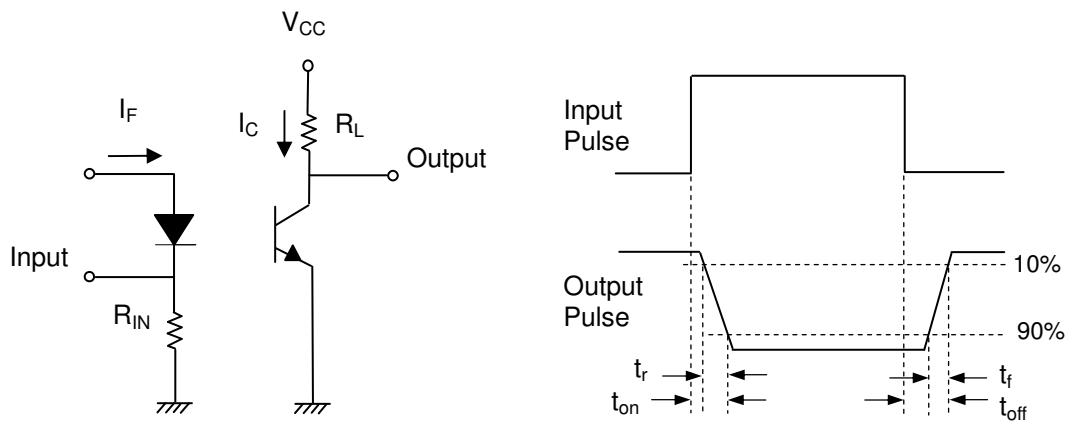 V_CC
I_F
I_C
R_L
Output
Input
R_IN
Input
Pulse
Output
Pulse
10%
90%
t_r
t_f
t_on
t_off